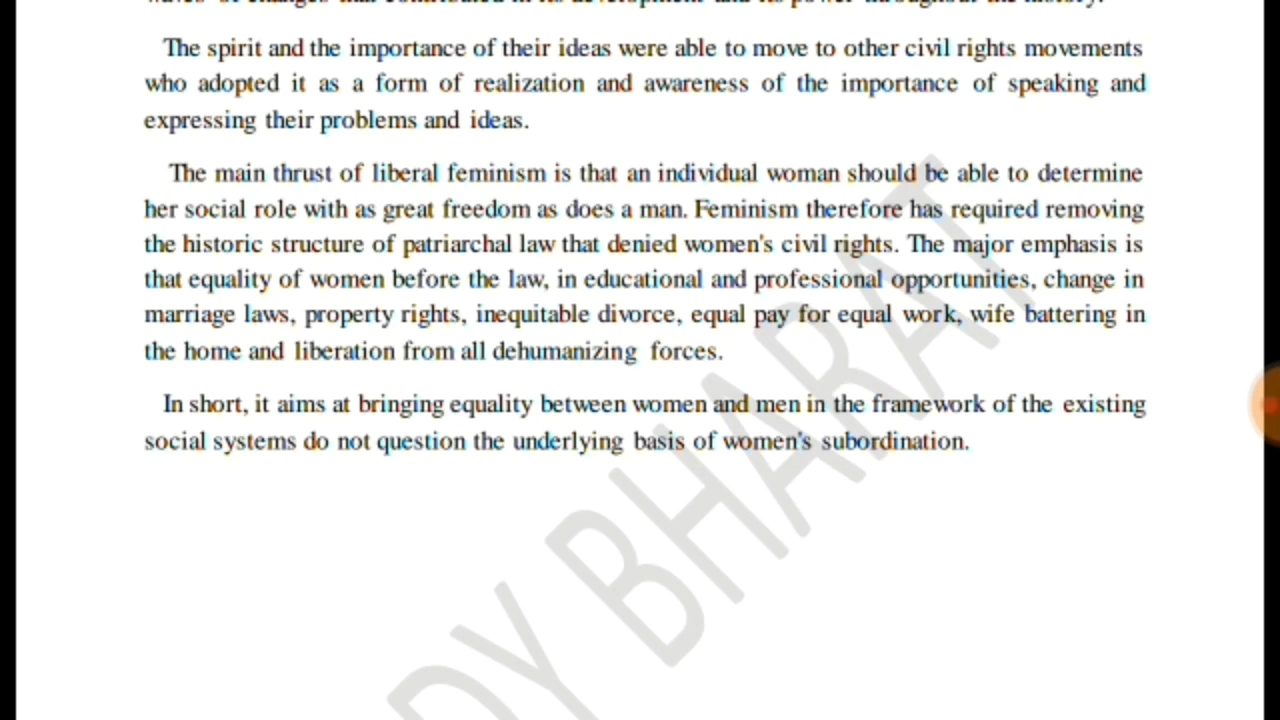 The spirit and the importance of their ideas were able to move to other civil rights movements
who adopted it as a form of realization and awareness of the importance of speaking and
expressing their problems and ideas.
The main thrust of liberal feminism is that an individual woman should be able to determine
her social role with as great freedom as does a man. Feminism therefore has required removing
the historic structure of patriarchal law that denied women's civil rights. The major emphasis is
that equality of women before the law, in educational and professional opportunities, change in
marriage laws, property rights, inequitable divorce, equal pay for equal work, wife battering in
the home and liberation from all dehumanizing forces.
In short, it aims at bringing equality between women and men in the framework of the existing
social systems do not question the underlying basis of women's subordination.
DY BHARAT